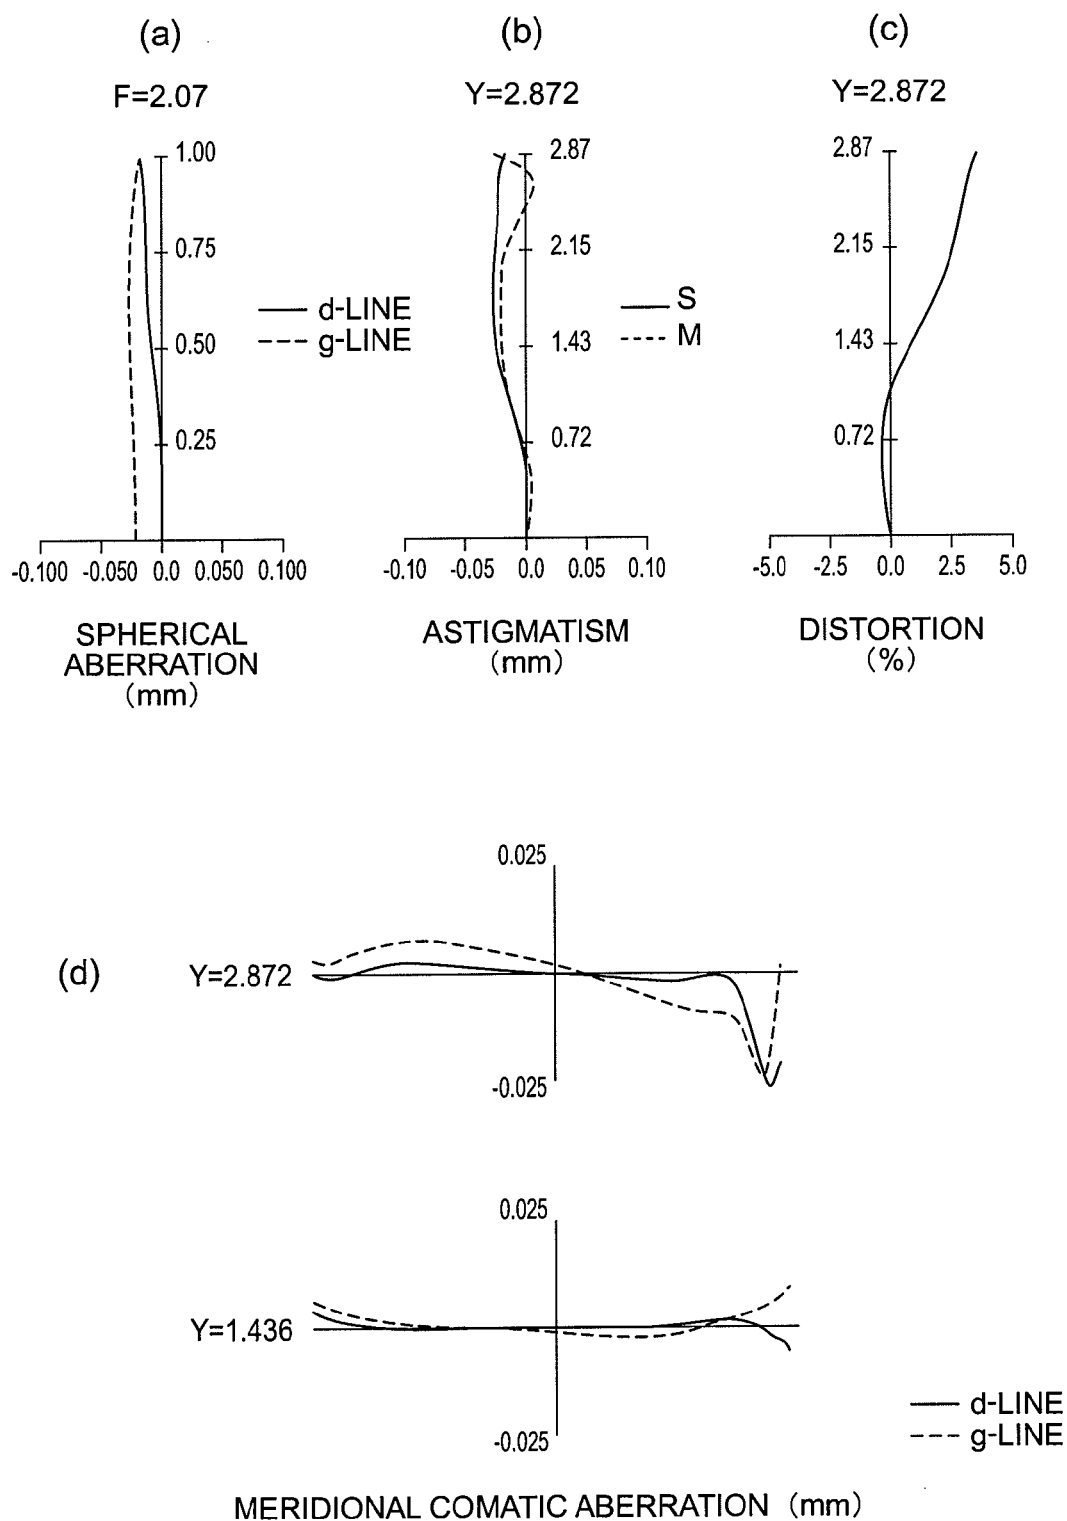 (a)
F=2.07
1.00
0.75
0.50
0.25
d-LINE
g-LINE
-0.100 -0.050 0.0 0.050 0.100
SPHERICAL
ABERRATION
(mm)
(b)
Y=2.872
2.87
2.15
1.43
0.72
S
M
-0.10 -0.05 0.0 0.05 0.10
ASTIGMATISM
(mm)
(c)
Y=2.872
2.87
2.15
1.43
0.72
-5.0 -2.5 0.0 2.5 5.0
DISTORTION
(%)
(d)
0.025
Y=2.872
-0.025
0.025
Y=1.436
-0.025
d-LINE
g-LINE
MERIDIONAL COMATIC ABERRATION (mm)